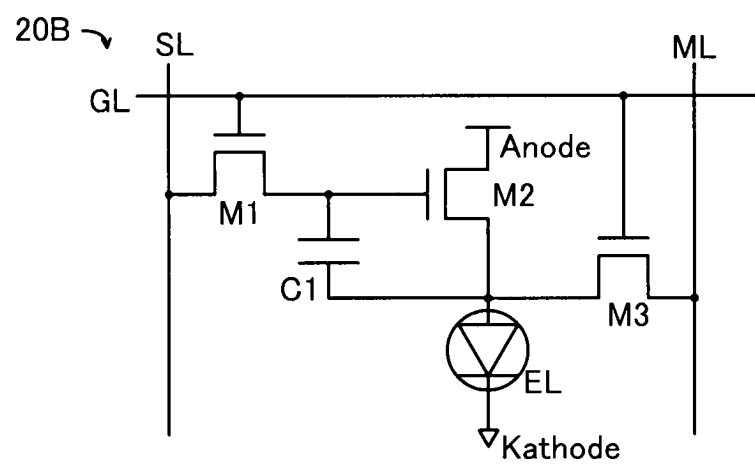 20B
SL
ML
GL
Anode
M1
M2
C1
M3
EL
Kathode